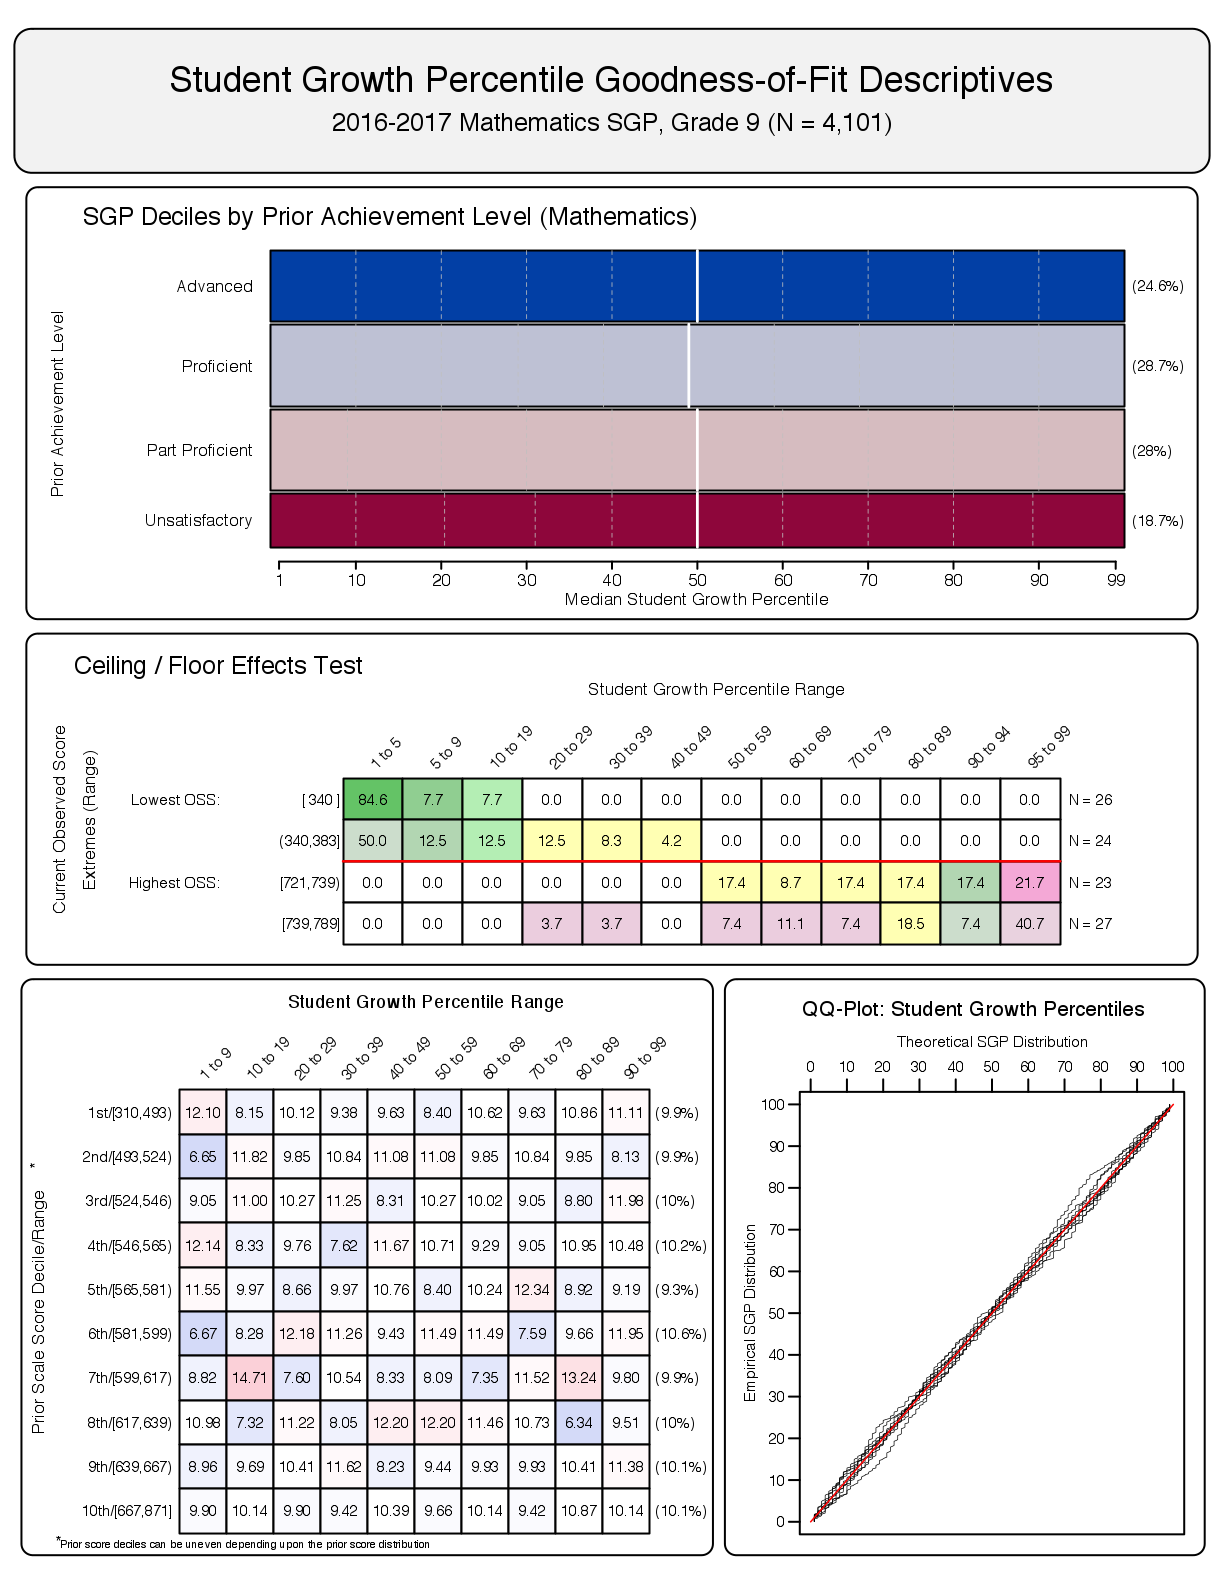 Student Growth Percentile Goodness-of-Fit Descriptives
2016-2017 Mathematics SGP, Grade 9 (N = 4,101)
SGP Deciles by Prior Achievement Level (Mathematics)
Prior Achievement Level
Advanced (24.6%)
Proficient (28.7%)
Part Proficient (28%)
Unsatisfactory (18.7%)
1 10 20 30 40 50 60 70 80 90 99
Median Student Growth Percentile
Ceiling / Floor Effects Test
Student Growth Percentile Range
Current Observed Score
Extremes (Range)
1 to 5 5 to 9 10 to 19 20 to 29 30 to 39 40 to 49 50 to 59 60 to 69 70 to 79 80 to 89 90 to 94 95 to 99
Lowest OSS: [ 340 ] 84.6 7.7 7.7 0.0 0.0 0.0 0.0 0.0 0.0 0.0 0.0 0.0 N = 26
(340,383] 50.0 12.5 12.5 12.5 8.3 4.2 0.0 0.0 0.0 0.0 0.0 0.0 N = 24
Highest OSS: [721,739) 0.0 0.0 0.0 0.0 0.0 0.0 17.4 8.7 17.4 17.4 17.4 21.7 N = 23
[739,789] 0.0 0.0 0.0 3.7 3.7 0.0 7.4 11.1 7.4 18.5 7.4 40.7 N = 27
Student Growth Percentile Range
1 to 9 10 to 19 20 to 29 30 to 39 40 to 49 50 to 59 60 to 69 70 to 79 80 to 89 90 to 99
Prior Scale Score Decile/Range *
1st/[310,493) 12.10 8.15 10.12 9.38 9.63 8.40 10.62 9.63 10.86 11.11 (9.9%)
2nd/[493,524) 6.65 11.82 9.85 10.84 11.08 11.08 9.85 10.84 9.85 8.13 (9.9%)
3rd/[524,546) 9.05 11.00 10.27 11.25 8.31 10.27 10.02 9.05 8.80 11.98 (10%)
4th/[546,565) 12.14 8.33 9.76 7.62 11.67 10.71 9.29 9.05 10.95 10.48 (10.2%)
5th/[565,581) 11.55 9.97 8.66 9.97 10.76 8.40 10.24 12.34 8.92 9.19 (9.3%)
6th/[581,599) 6.67 8.28 12.18 11.26 9.43 11.49 11.49 7.59 9.66 11.95 (10.6%)
7th/[599,617) 8.82 14.71 7.60 10.54 8.33 8.09 7.35 11.52 13.24 9.80 (9.9%)
8th/[617,639) 10.98 7.32 11.22 8.05 12.20 12.20 11.46 10.73 6.34 9.51 (10%)
9th/[639,667) 8.96 9.69 10.41 11.62 8.23 9.44 9.93 9.93 10.41 11.38 (10.1%)
10th/[667,871] 9.90 10.14 9.90 9.42 10.39 9.66 10.14 9.42 10.87 10.14 (10.1%)
*Prior score deciles can be uneven depending upon the prior score distribution
QQ-Plot: Student Growth Percentiles
Theoretical SGP Distribution
0 10 20 30 40 50 60 70 80 90 100
Empirical SGP Distribution
100
90
80
70
60
50
40
30
20
10
0